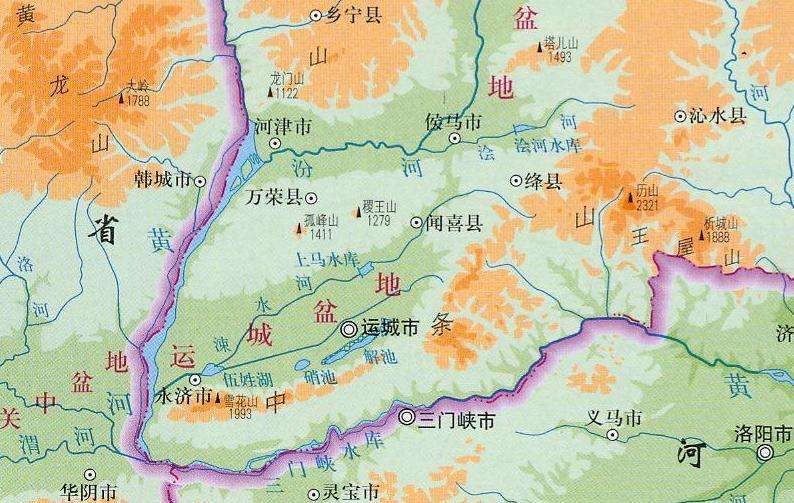 黄
乡宁县
盆
塔儿山
1493
山
龙
大岭
1788
龙门山
1122
地
河
沁水县
河津市
侯马市
河
浍
浍河水库
山
汾
河
韩城市
万荣县
稷王山
1279
绛县
历山
2321
孤峰山
1411
闻喜县
山
王
屋
山
析城山
1888
省
黄
洛
河
上马水库
地
河
水
盆
城
涑
运城市
条
解池
济
运
地
盆
中
关
硝池
伍姓湖
永济市
雪花山
1993
中
黄
河
三门峡市
义马市
渭
河
河
洛阳市
三
门
峡
水
库
华阴市
灵宝市